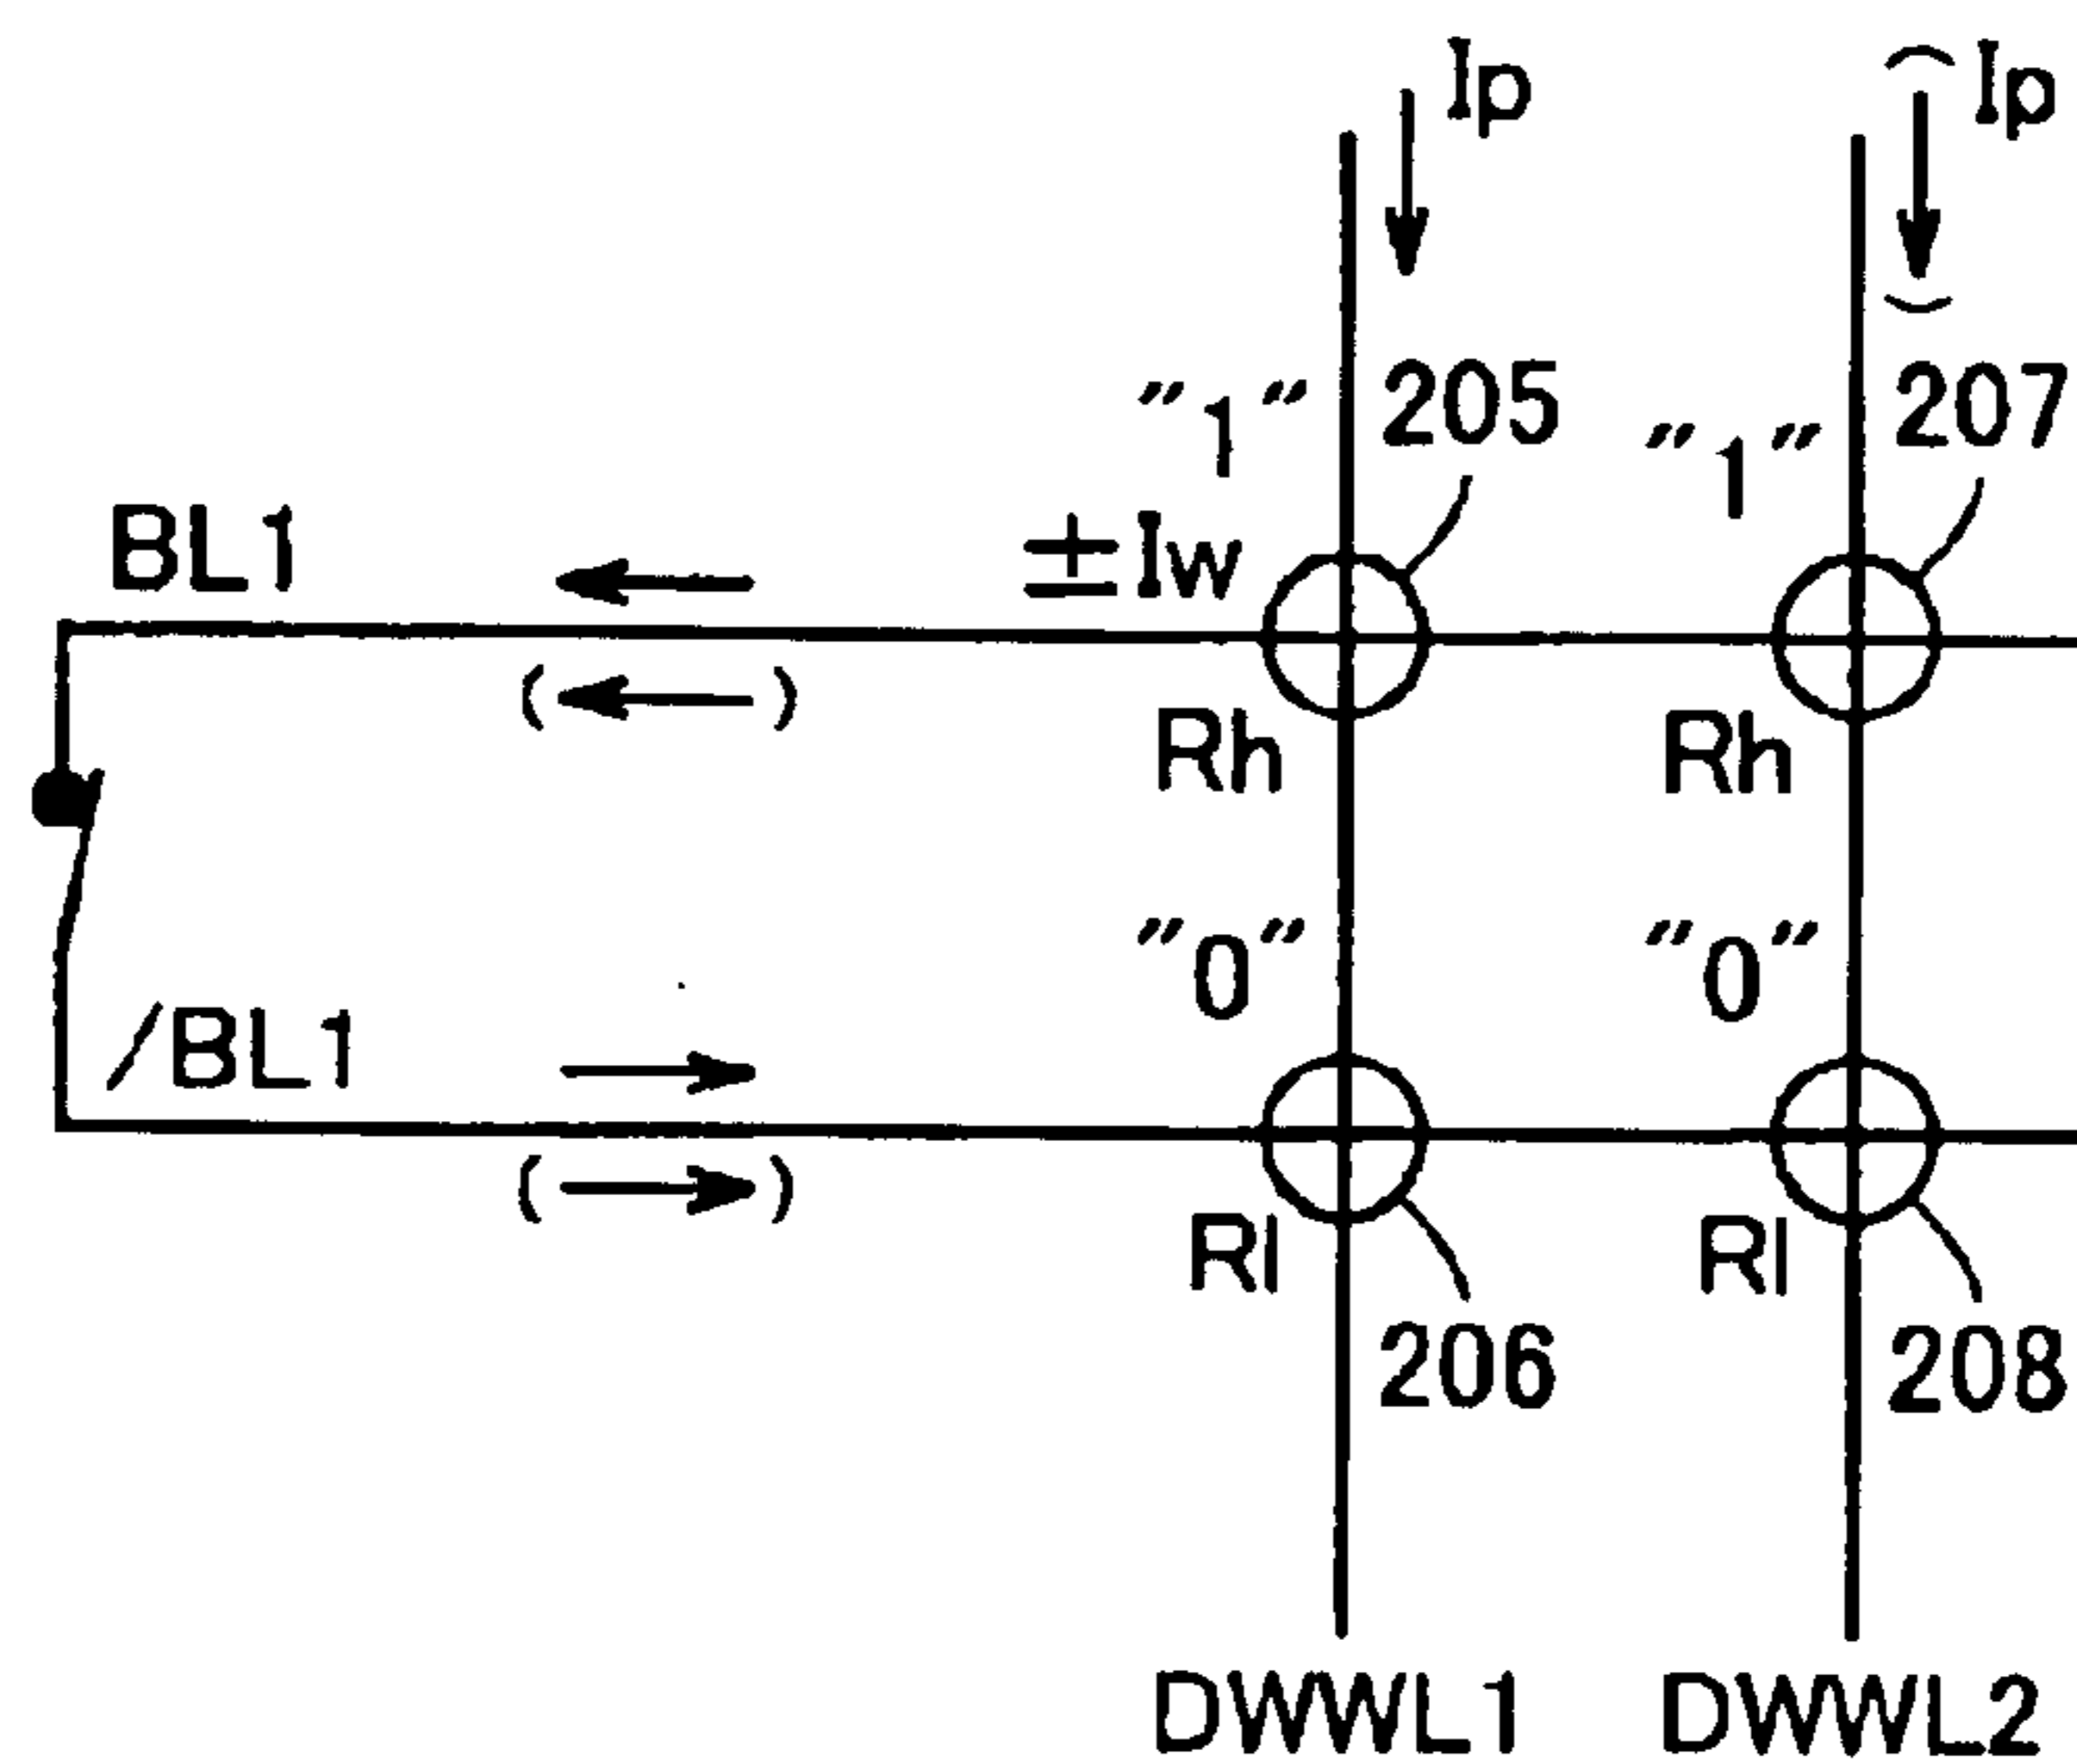 Ip
(Ip
)
"1" 205
"1" 207
BL1
±Iw
( )
Rh
Rh
"0"
"0"
/BL1
( )
Rl
Rl
206
208
DWWL1
DWWL2